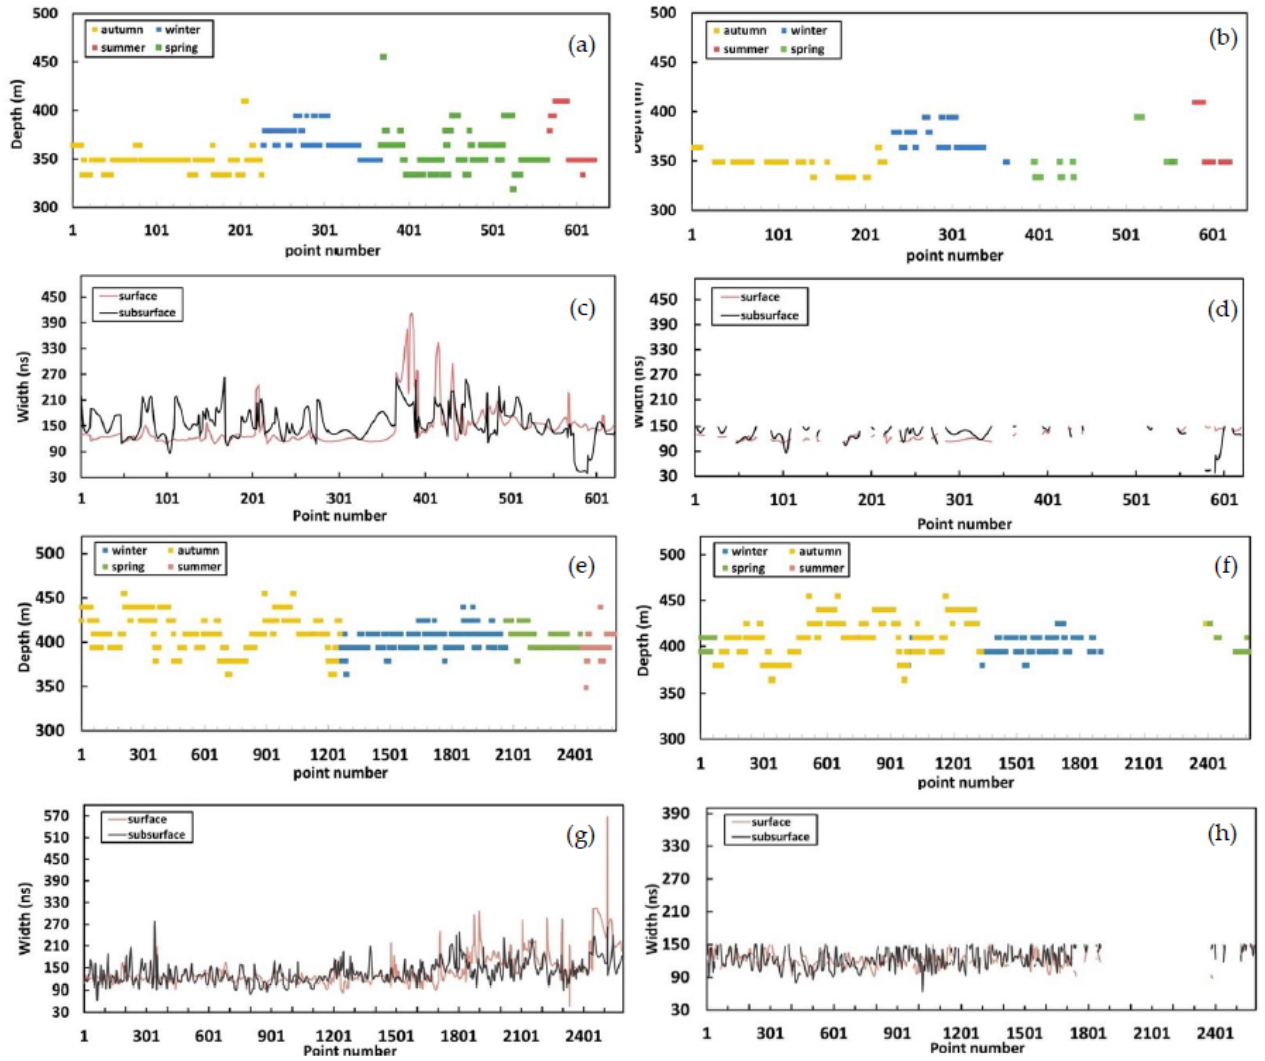 500
autumn winter
summer spring
(a)
450
400
350
300
Depth (m)
1 101 201 301 401 501 601
point number
500
autumn winter
summer spring
(b)
450
400
350
300
Depth (m)
1 101 201 301 401 501 601
point number
surface
subsurface
(c)
450
390
330
270
210
150
90
30
Width (ns)
1 101 201 301 401 501 601
Point number
surface
subsurface
(d)
450
390
330
270
210
150
90
30
Width (ns)
1 101 201 301 401 501 601
Point number
winter autumn
spring summer
(e)
500
450
400
350
300
Depth (m)
1 301 601 901 1201 1501 1801 2101 2401
point number
winter autumn
spring summer
(f)
500
450
400
350
300
Depth (m)
1 301 601 901 1201 1501 1801 2101 2401
point number
surface
subsurface
(g)
570
510
450
390
330
270
210
150
90
30
Width (ns)
1 301 601 901 1201 1501 1801 2101 2401
Point number
surface
subsurface
(h)
390
330
270
210
150
90
30
Width (ns)
1 301 601 901 1201 1501 1801 2101 2401
Point number